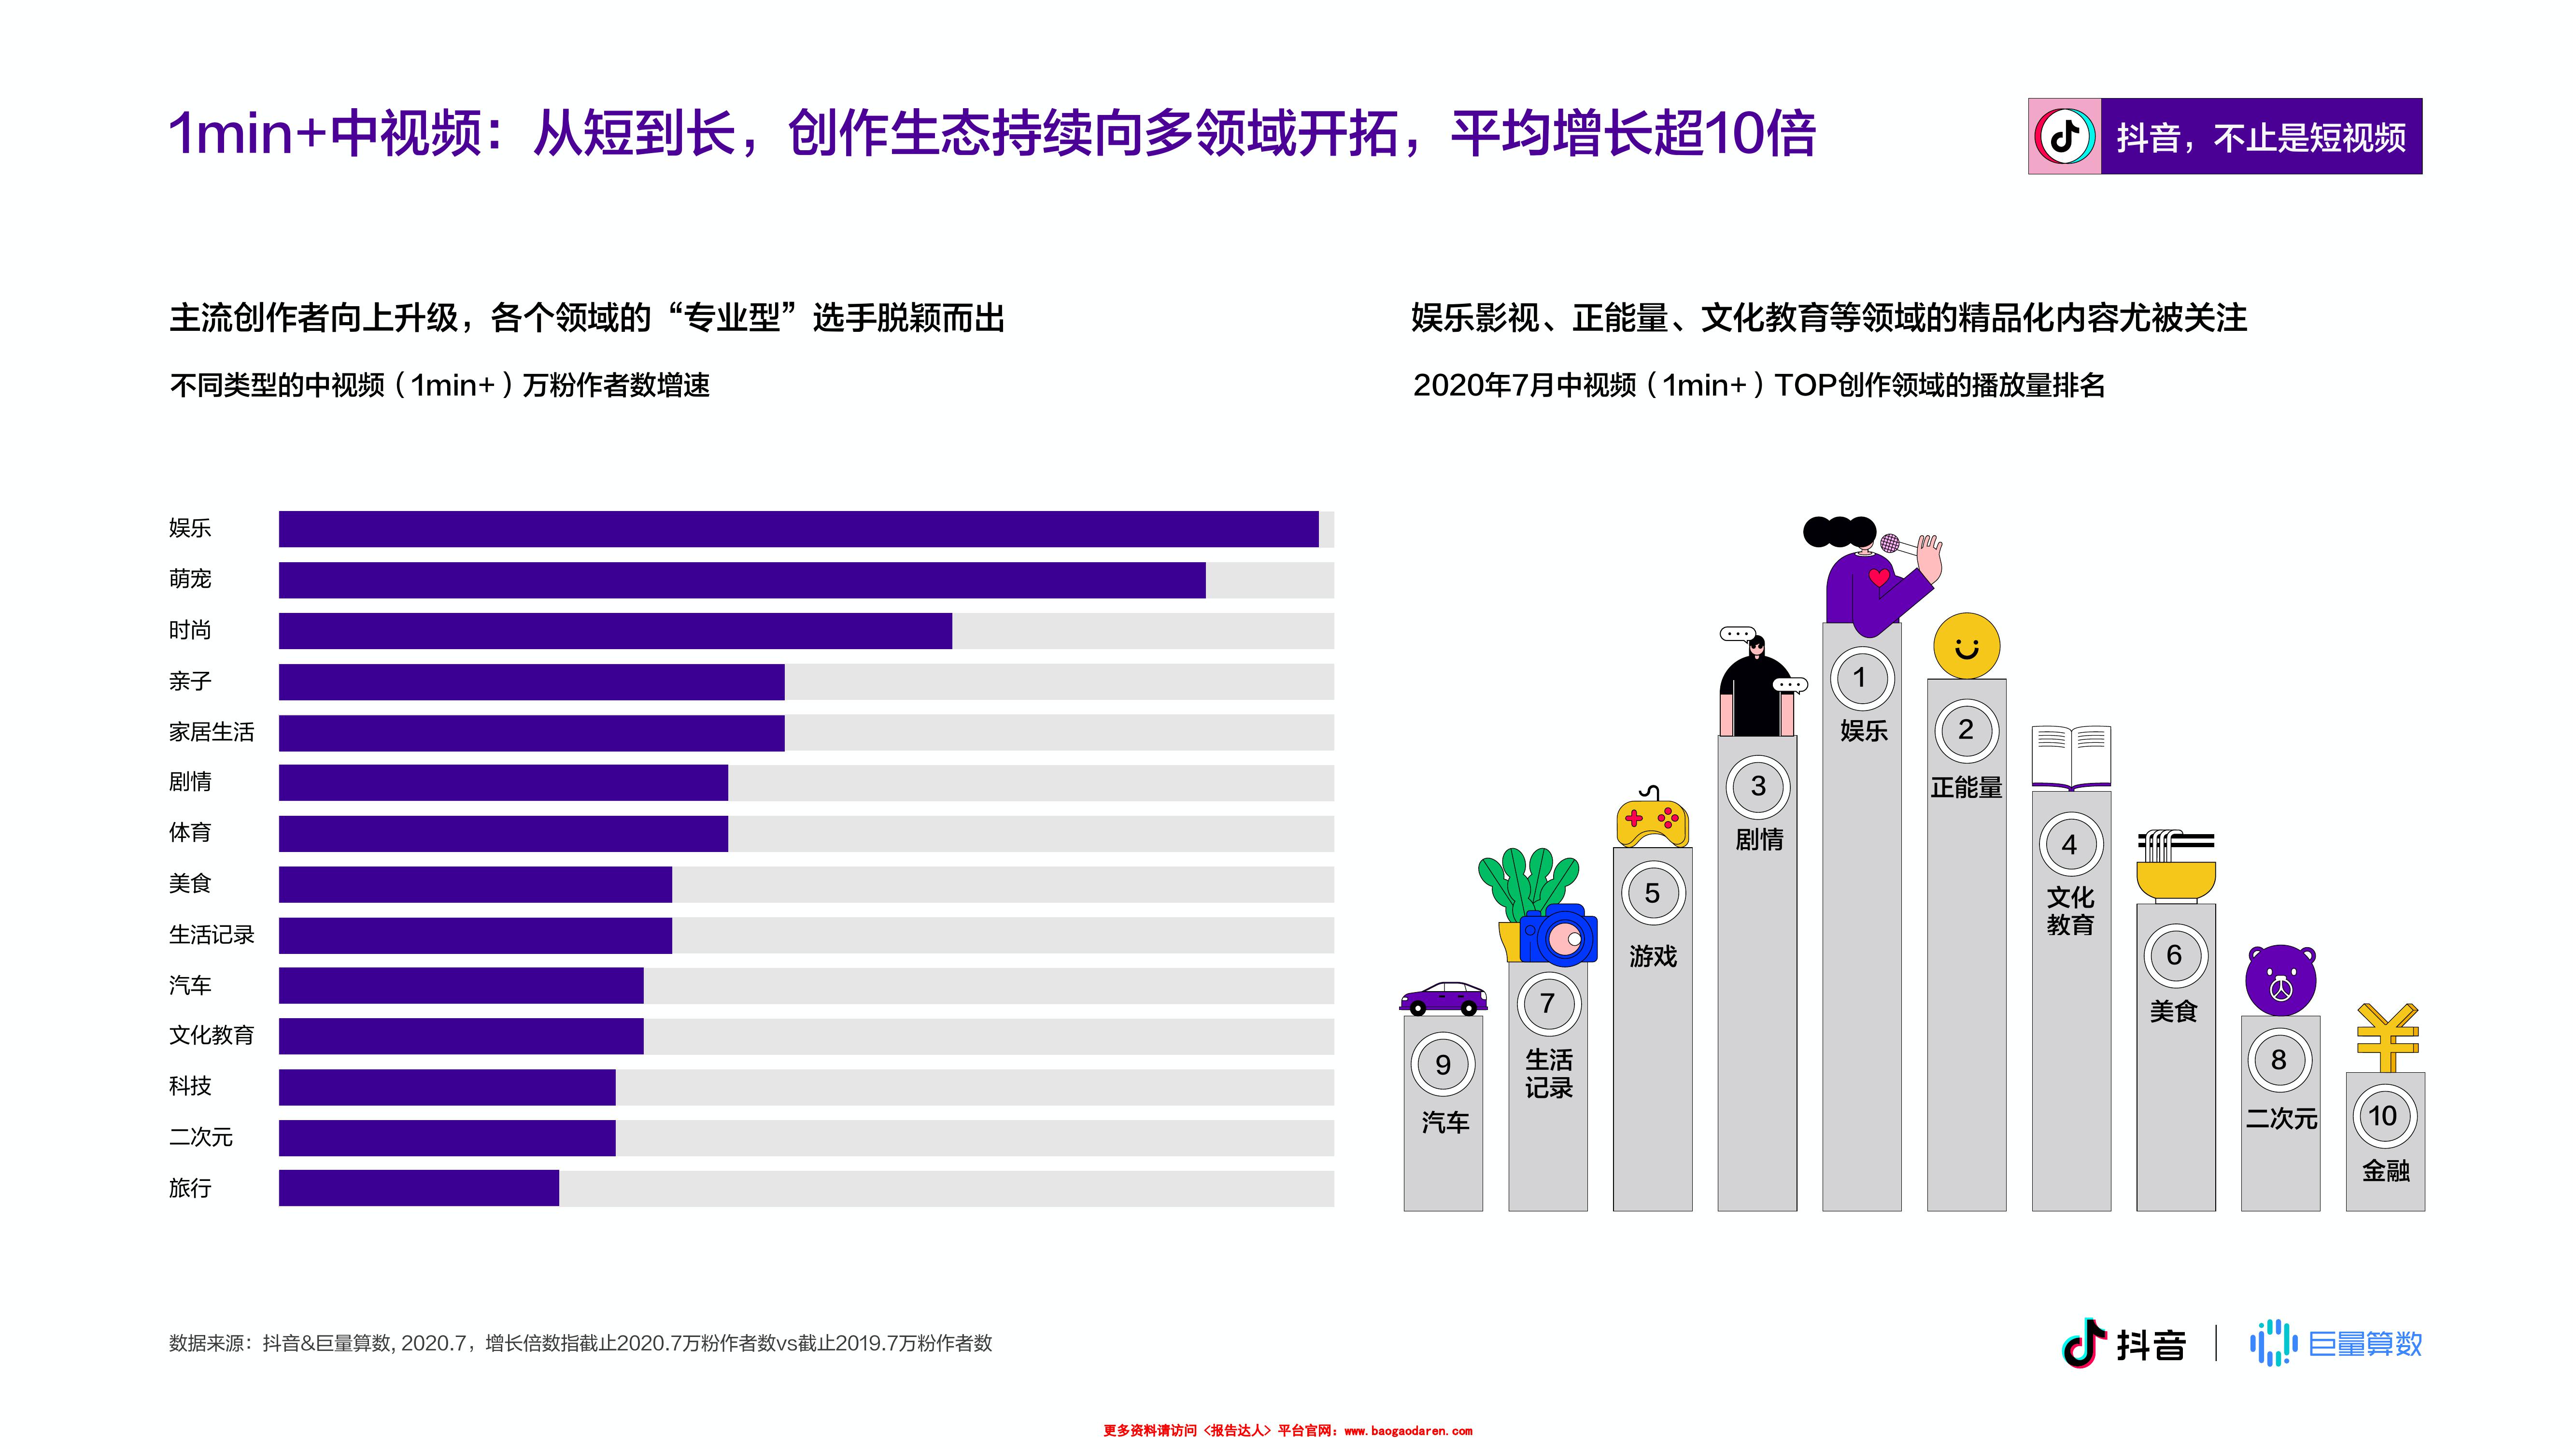 1min+中视频：从短到长，创作生态持续向多领域开拓，平均增长超10倍
抖音，不止是短视频
主流创作者向上升级，各个领域的“专业型”选手脱颖而出
不同类型的中视频（1min+）万粉作者数增速
娱乐
萌宠
时尚
亲子
家居生活
剧情
体育
美食
生活记录
汽车
文化教育
科技
二次元
旅行
娱乐影视、正能量、文化教育等领域的精品化内容尤被关注
2020年7月中视频（1min+）TOP创作领域的播放量排名
9
汽车
7
生活
记录
5
游戏
3
剧情
1
娱乐
2
正能量
4
文化
教育
6
美食
8
二次元
10
金融
数据来源：抖音&巨量算数, 2020.7，增长倍数指截止2020.7万粉作者数vs截止2019.7万粉作者数
抖音
巨量算数
更多资料请访问 <报告达人> 平台官网：www.baogaodaren.com